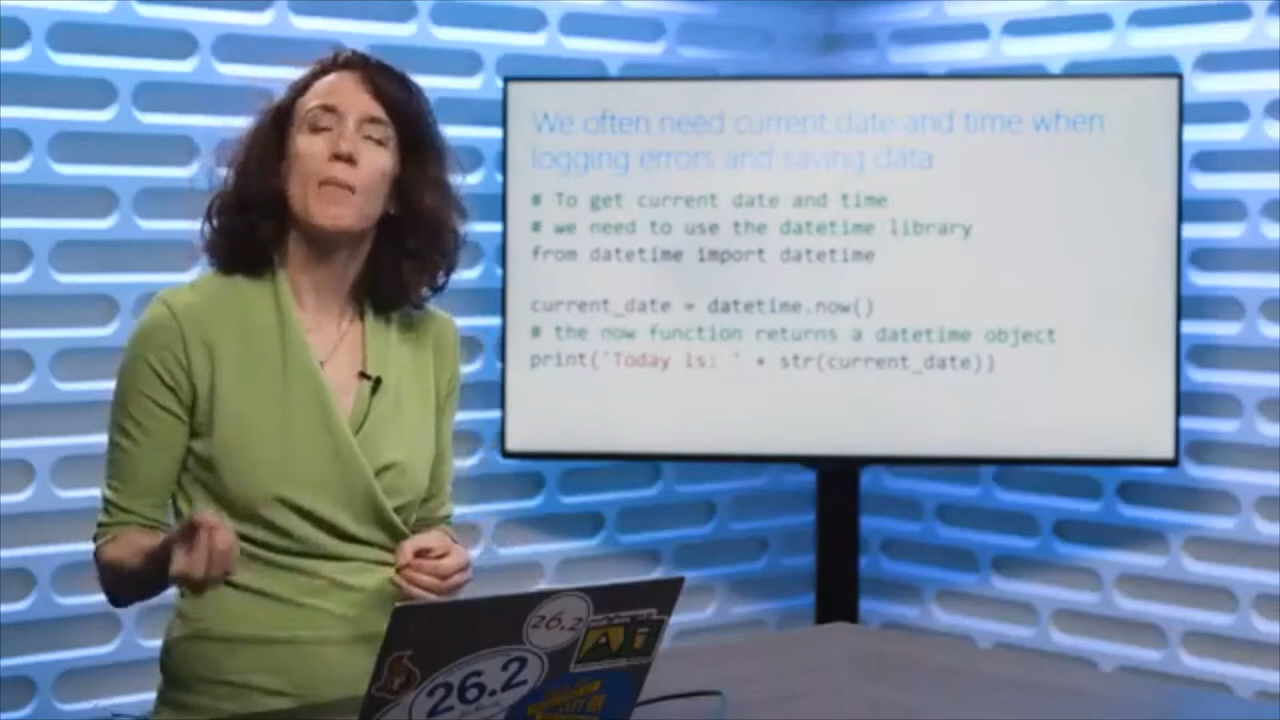 We often need current date and time when
logging errors and saving data
# To get current date and time
# we need to use the datetime library
from datetime import datetime
current_date = datetime.now()
# the now function returns a datetime object
print('Today is: ' + str(current_date))
26.2
Ai
26.2